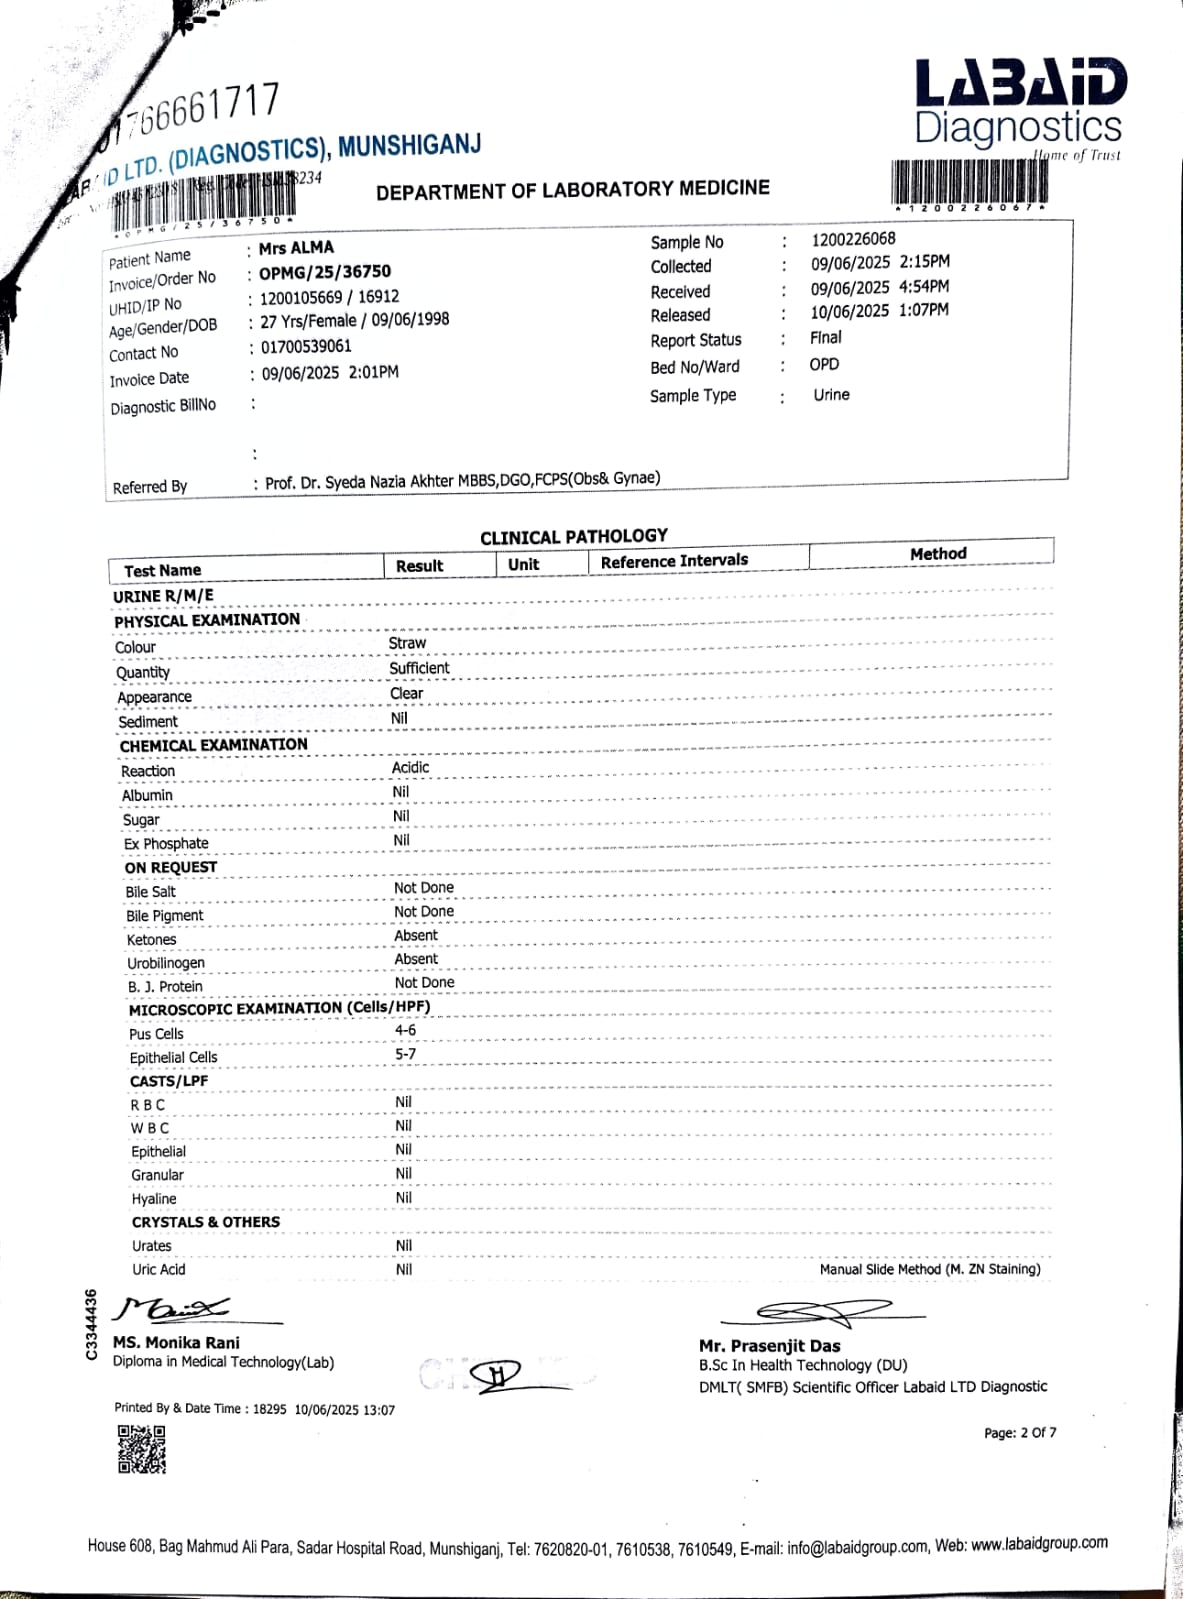 01766661717
LABAID
Diagnostics
Home of Trust
LTD. (DIAGNOSTICS), MUNSHIGANJ
8234
DEPARTMENT OF LABORATORY MEDICINE
*OPMG/25/36750*
*1200226067*
Patient Name : Mrs ALMA
Invoice/Order No : OPMG/25/36750
UHID/IP No : 1200105669 / 16912
Age/Gender/DOB : 27 Yrs/Female / 09/06/1998
Contact No : 01700539061
Invoice Date : 09/06/2025 2:01PM
Diagnostic BillNo :
:
Referred By : Prof. Dr. Syeda Nazia Akhter MBBS,DGO,FCPS(Obs& Gynae)
Sample No : 1200226068
Collected : 09/06/2025 2:15PM
Received : 09/06/2025 4:54PM
Released : 10/06/2025 1:07PM
Report Status : Final
Bed No/Ward : OPD
Sample Type : Urine
CLINICAL PATHOLOGY
Test Name Result Unit Reference Intervals Method
URINE R/M/E
PHYSICAL EXAMINATION
Colour Straw
Quantity Sufficient
Appearance Clear
Sediment Nil
CHEMICAL EXAMINATION
Reaction Acidic
Albumin Nil
Sugar Nil
Ex Phosphate Nil
ON REQUEST
Bile Salt Not Done
Bile Pigment Not Done
Ketones Absent
Urobilinogen Absent
B. J. Protein Not Done
MICROSCOPIC EXAMINATION (Cells/HPF)
Pus Cells 4-6
Epithelial Cells 5-7
CASTS/LPF
R B C Nil
W B C Nil
Epithelial Nil
Granular Nil
Hyaline Nil
CRYSTALS & OTHERS
Urates Nil
Uric Acid Nil Manual Slide Method (M. ZN Staining)
C3344436
MS. Monika Rani
Diploma in Medical Technology(Lab)
Mr. Prasenjit Das
B.Sc In Health Technology (DU)
DMLT( SMFB) Scientific Officer Labaid LTD Diagnostic
Printed By & Date Time : 18295 10/06/2025 13:07
Page: 2 Of 7
House 608, Bag Mahmud Ali Para, Sadar Hospital Road, Munshiganj, Tel: 7620820-01, 7610538, 7610549, E-mail: info@labaidgroup.com, Web: www.labaidgroup.com